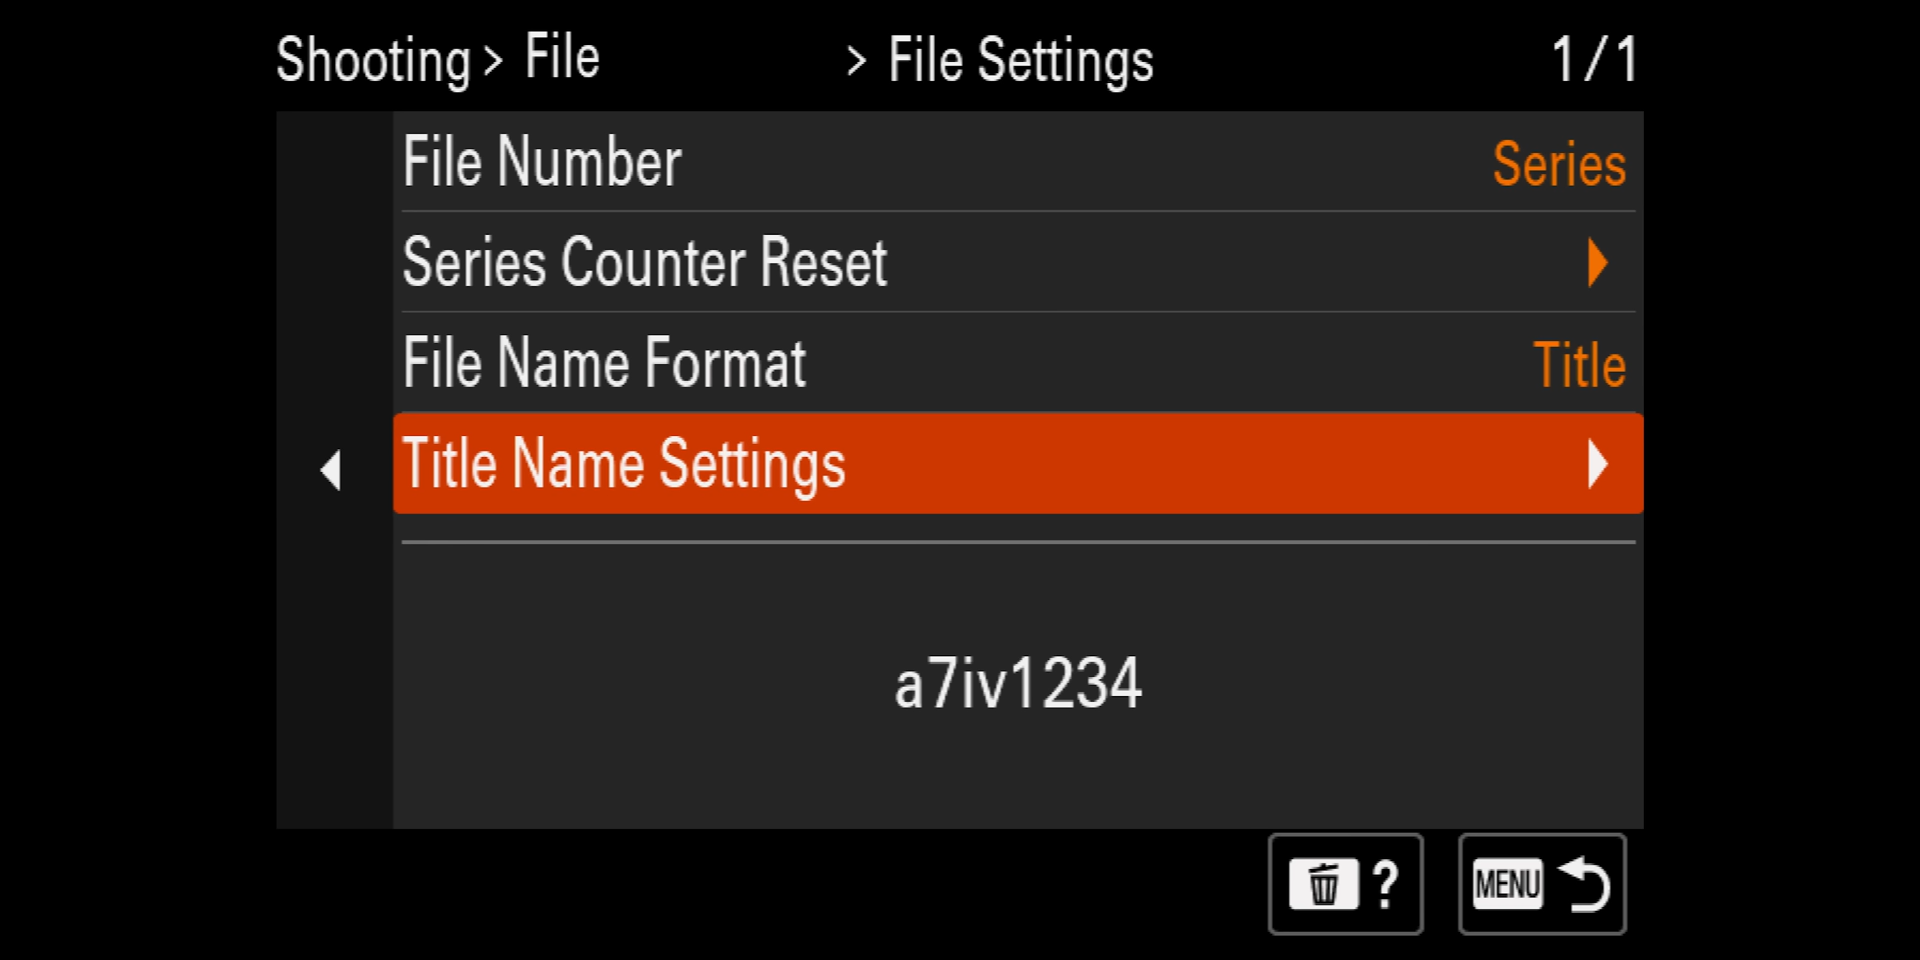 Shooting > File > File Settings 1/1
File Number Series
Series Counter Reset
File Name Format Title
Title Name Settings
a7iv1234
? MENU